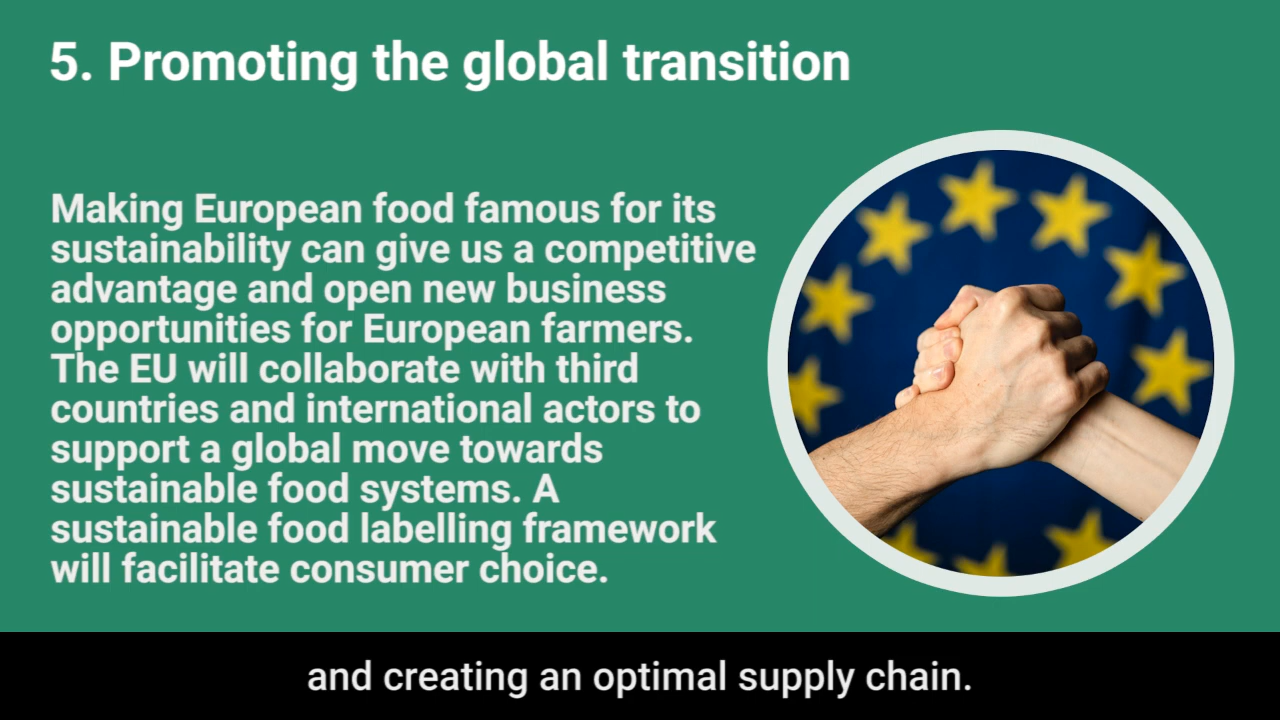 5. Promoting the global transition
Making European food famous for its
sustainability can give us a competitive
advantage and open new business
opportunities for European farmers.
The EU will collaborate with third
countries and international actors to
support a global move towards
sustainable food systems. A
sustainable food labelling framework
will facilitate consumer choice.
and creating an optimal supply chain.